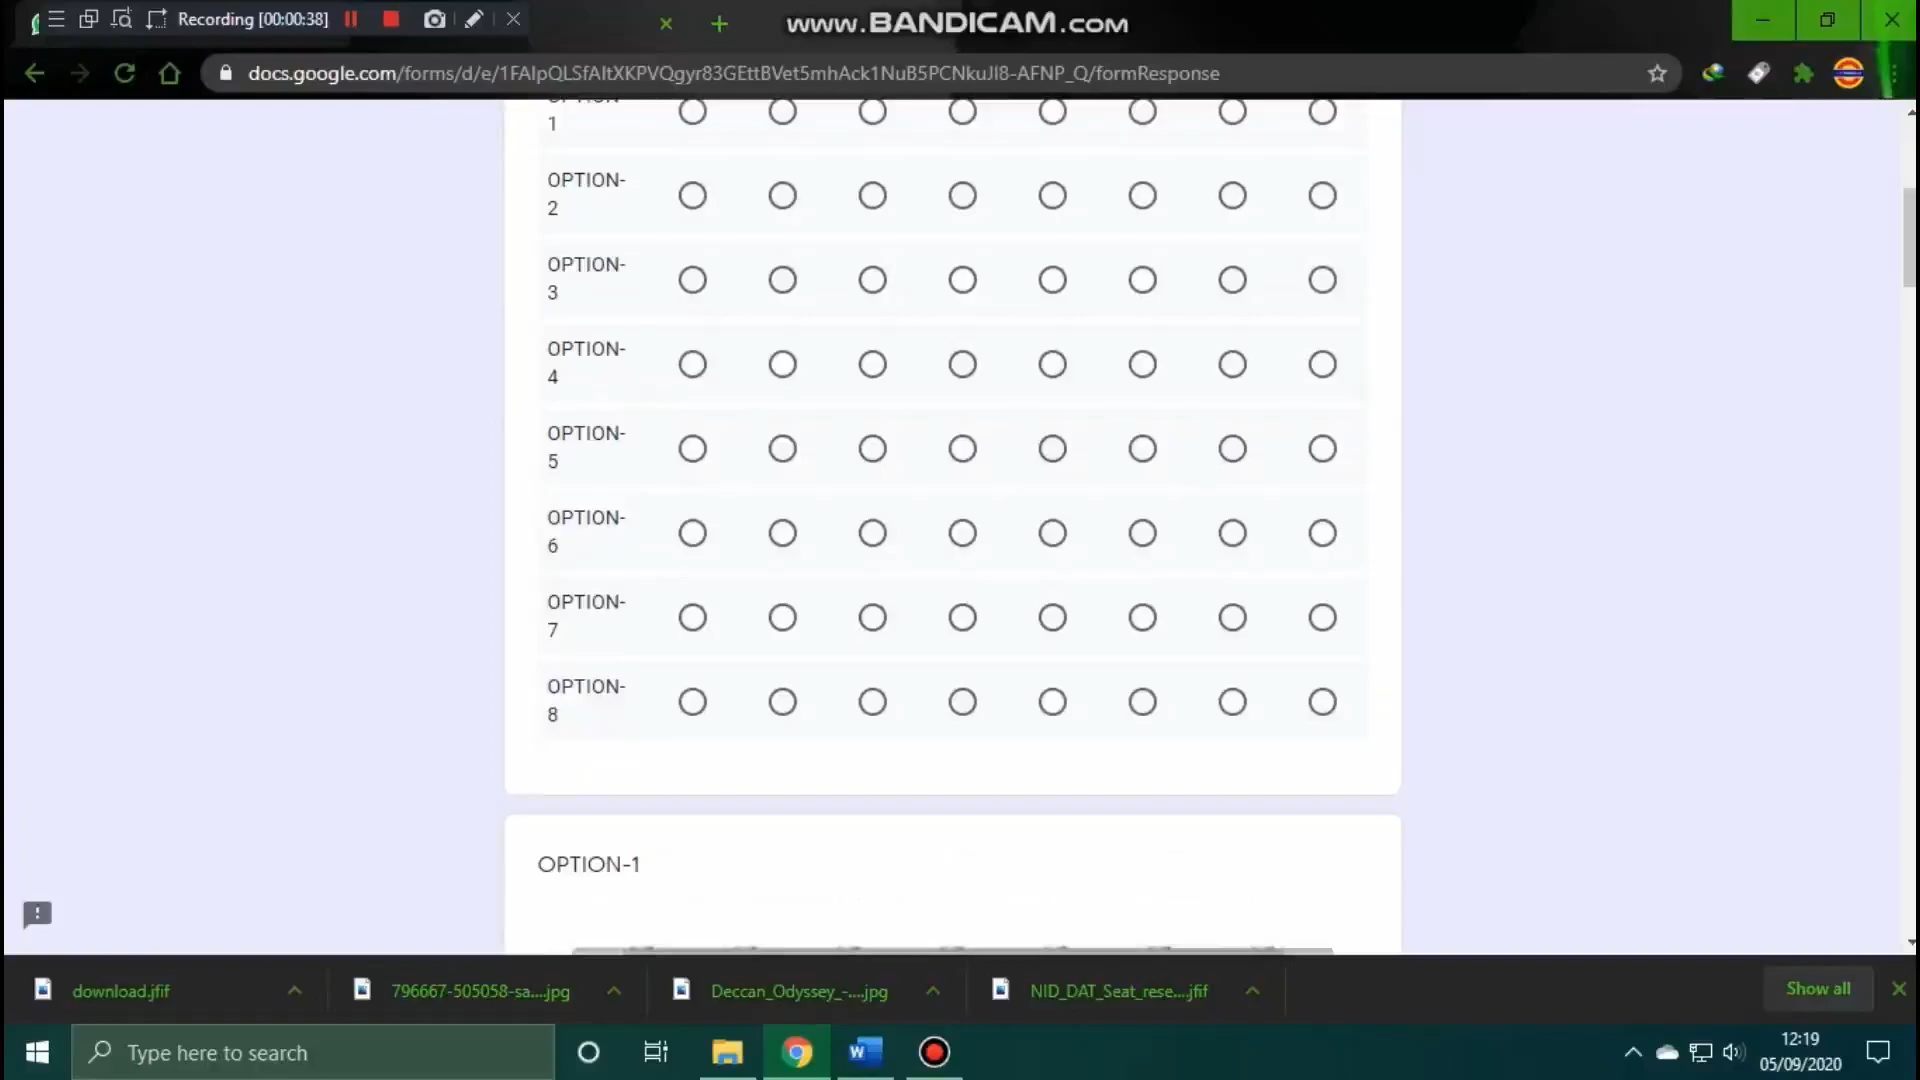 Recording [00:00:38]
www.BANDICAM.com
docs.google.com/forms/d/e/1FAIpQLSfAItXKPVQgyr83GEttBVet5mhAck1NuB5PCNkuJI8-AFNP_Q/formResponse
1
OPTION-
2
OPTION-
3
OPTION-
4
OPTION-
5
OPTION-
6
OPTION-
7
OPTION-
8
OPTION-1
download.jfif
796667-505058-sa....jpg
Deccan_Odyssey_-....jpg
NID_DAT_Seat_rese....jfif
Show all
Type here to search
12:19
05/09/2020